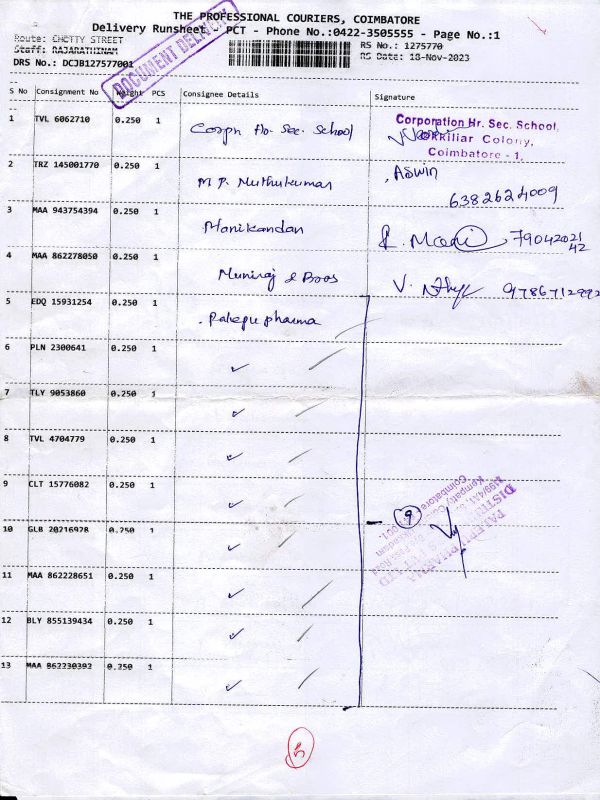 THE PROFESSIONAL COURIERS, COIMBATORE
Delivery Runsheet - PCT - Phone No.:0422-3505555 - Page No.:1
Route: CHETTY STREET
RS No.: 1275770
Staff: RAJARATHINAM
RS Date: 18-Nov-2023
DRS No.: DCJB127577001
DOCUMENT DELIVERY
S No Consignment No Weight PCS Consignee Details Signature
1 TVL 6062710 0.250 1 Corpn Hr. Sec. School
Corporation Hr. Sec. School,
Colony,
Coimbatore - 1,
2 TRZ 145001770 0.250 1 M P. Muthukumar ASWIN
6382624009
3 MAA 943754394 0.250 1 Manikandan R. Mani 79042021
42
4 MAA 862278050 0.250 1 Muniraj & Bros V.
5 EDQ 15931254 0.250 1 pharma
6 PLN 2300641 0.250 1
7 TLY 9053860 0.250 1
8 TVL 4704779 0.250 1
9 CLT 15776082 0.250 1
9
Coimbatore
10 GLB 20216928 0.250 1
11 MAA 862228651 0.250 1
12 BLY 855139434 0.250 1
13 MAA 862230392 0.250 1